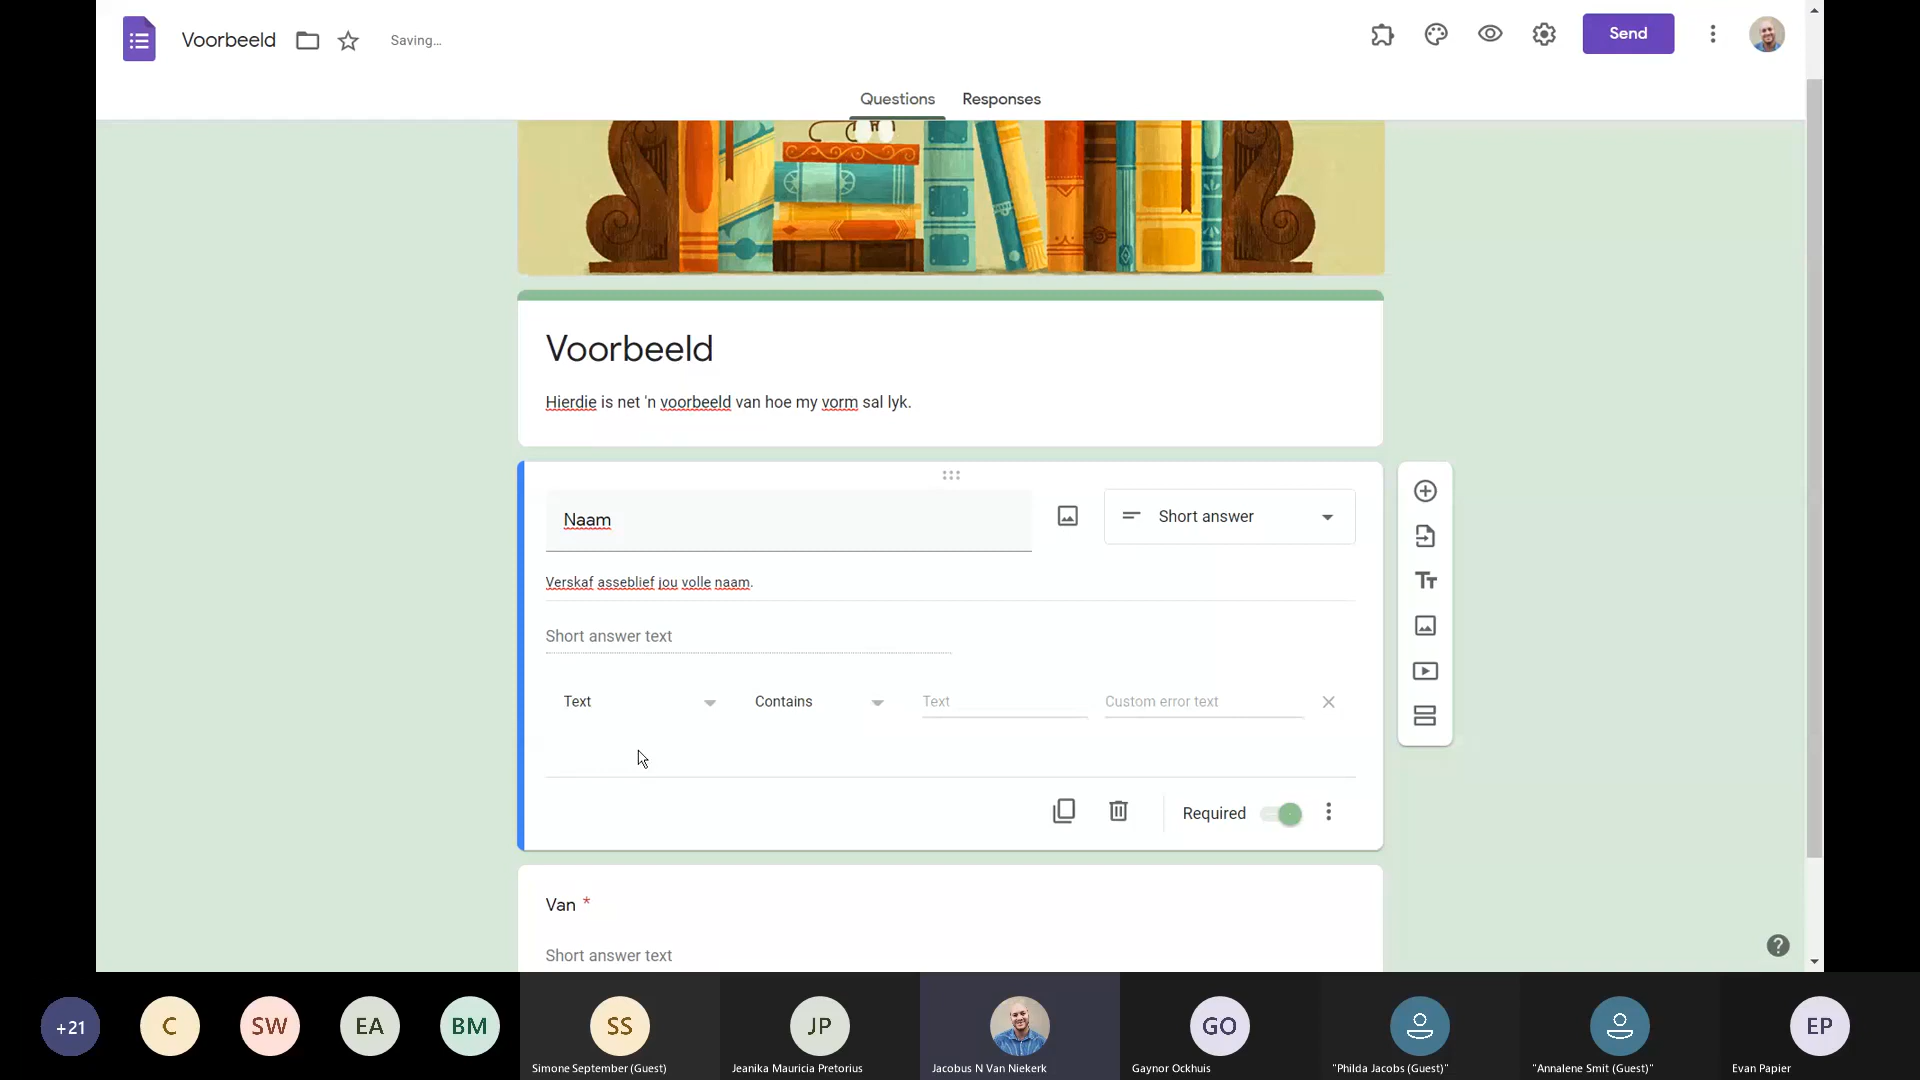 Voorbeeld
Saving...
Send
Questions
Responses
Voorbeeld
Hierdie is net 'n voorbeeld van hoe my vorm sal lyk.
Naam
Short answer
Verskaf asseblief jou volle naam.
Short answer text
Text
Contains
Text
Custom error text
Required
Van *
Short answer text
+21
C
SW
EA
BM
SS
JP
GO
EP
Simone September (Guest)
Jeanika Mauricia Pretorius
Jacobus N Van Niekerk
Gaynor Ockhuis
"Philda Jacobs (Guest)"
"Annalene Smit (Guest)"
Evan Papier